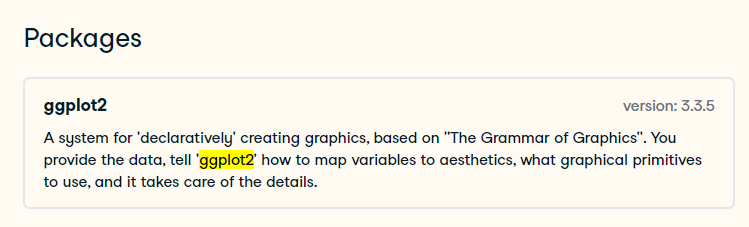 Packages
ggplot2 version: 3.3.5
A system for 'declaratively' creating graphics, based on "The Grammar of Graphics". You
provide the data, tell 'ggplot2' how to map variables to aesthetics, what graphical primitives
to use, and it takes care of the details.